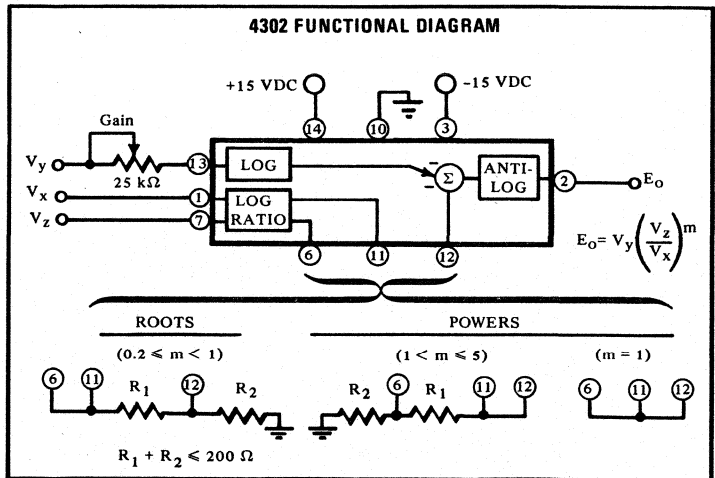 4302 FUNCTIONAL DIAGRAM
+15 VDC
-15 VDC
Gain
14
10
3
Vy
25 kΩ
13
LOG
−
−
Σ
ANTI-
LOG
2
Eo
Vx
1
LOG
RATIO
Vz
7
6
11
12
Eo = Vy(Vz/Vx)^m
ROOTS
POWERS
(0.2 ≤ m < 1)
(1 < m ≤ 5)
(m = 1)
6 11 R1 12 R2
R2 6 R1 11 12
6 11 12
R1 + R2 ≤ 200 Ω